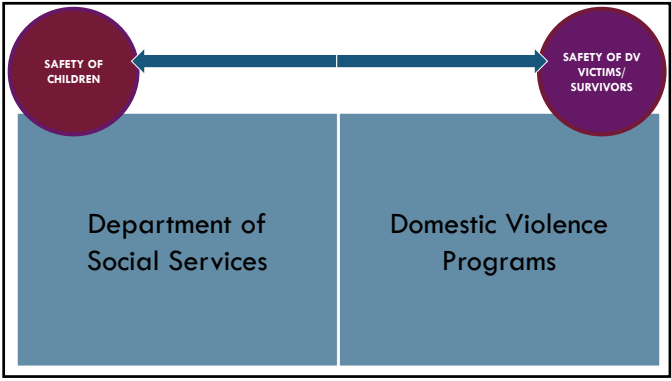 SAFETY OF
CHILDREN
SAFETY OF DV
VICTIMS/
SURVIVORS
Department of
Social Services
Domestic Violence
Programs